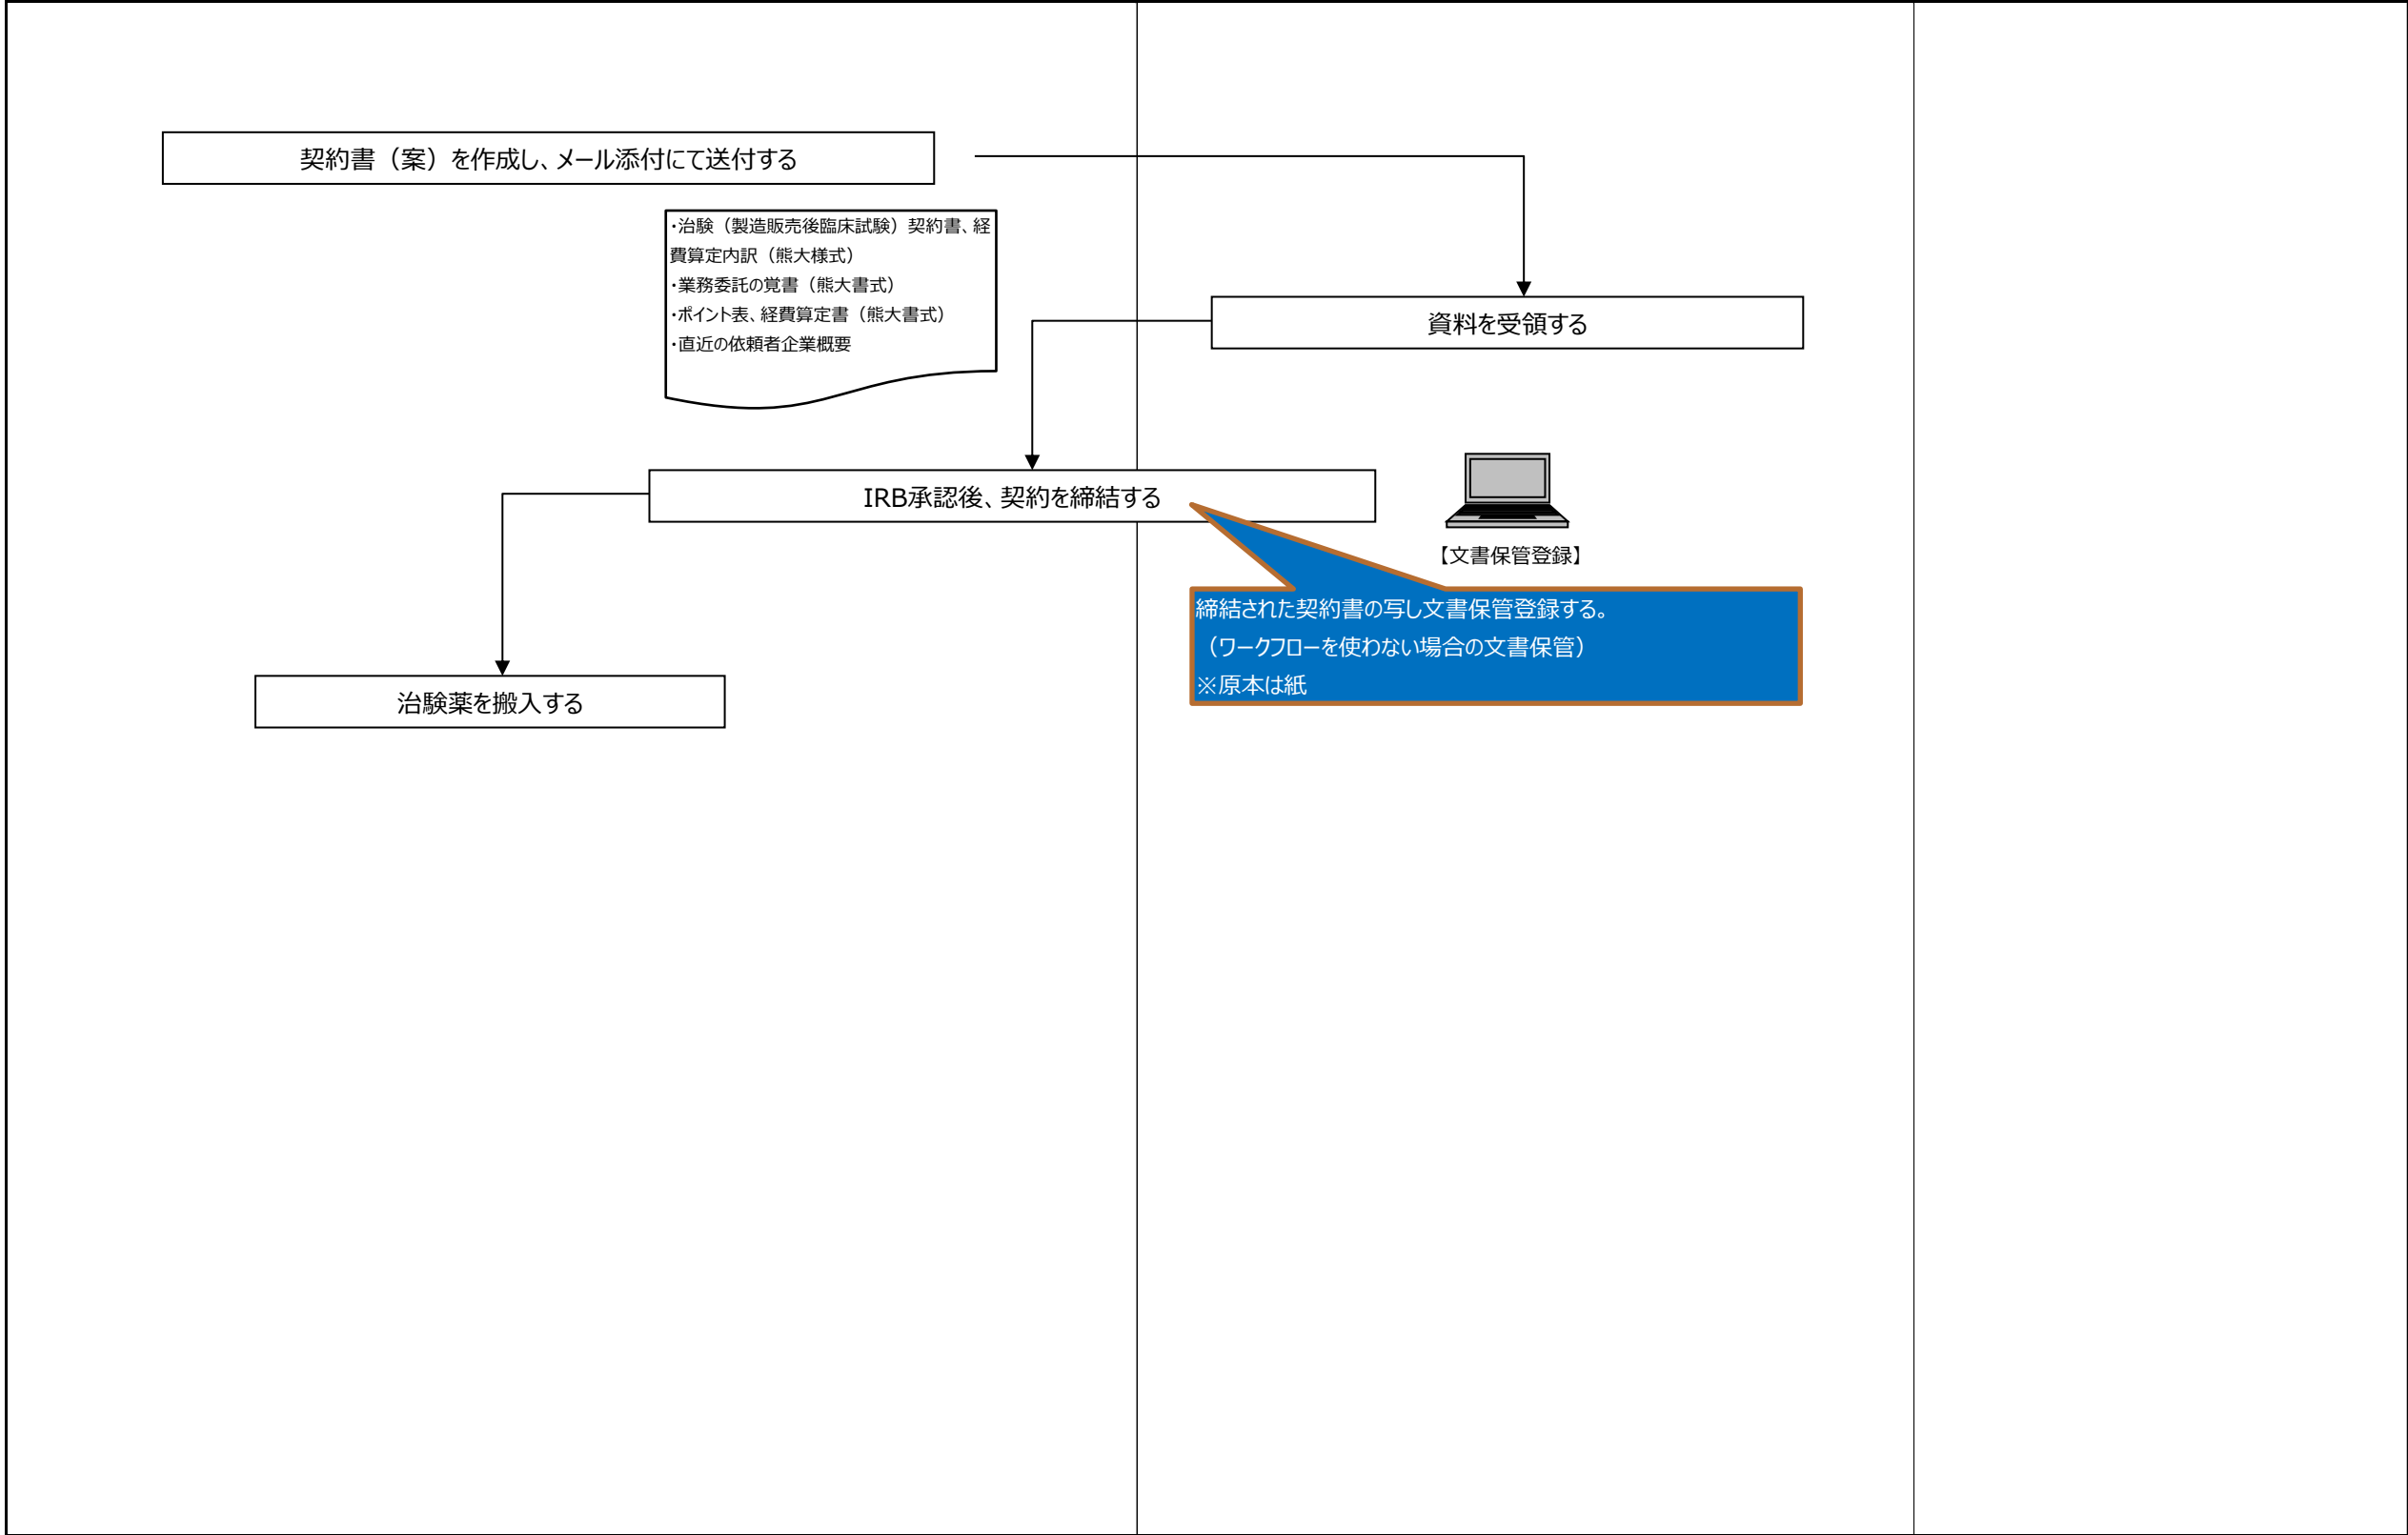 契約書（案）を作成し、メール添付にて送付する
・治験（製造販売後臨床試験）契約書、経
費算定内訳（熊大様式）
・業務委託の覚書（熊大書式）
・ポイント表、経費算定書（熊大書式）
・直近の依頼者企業概要
資料を受領する
IRB承認後、契約を締結する
【文書保管登録】
締結された契約書の写し文書保管登録する。
（ワークフローを使わない場合の文書保管）
※原本は紙
治験薬を搬入する